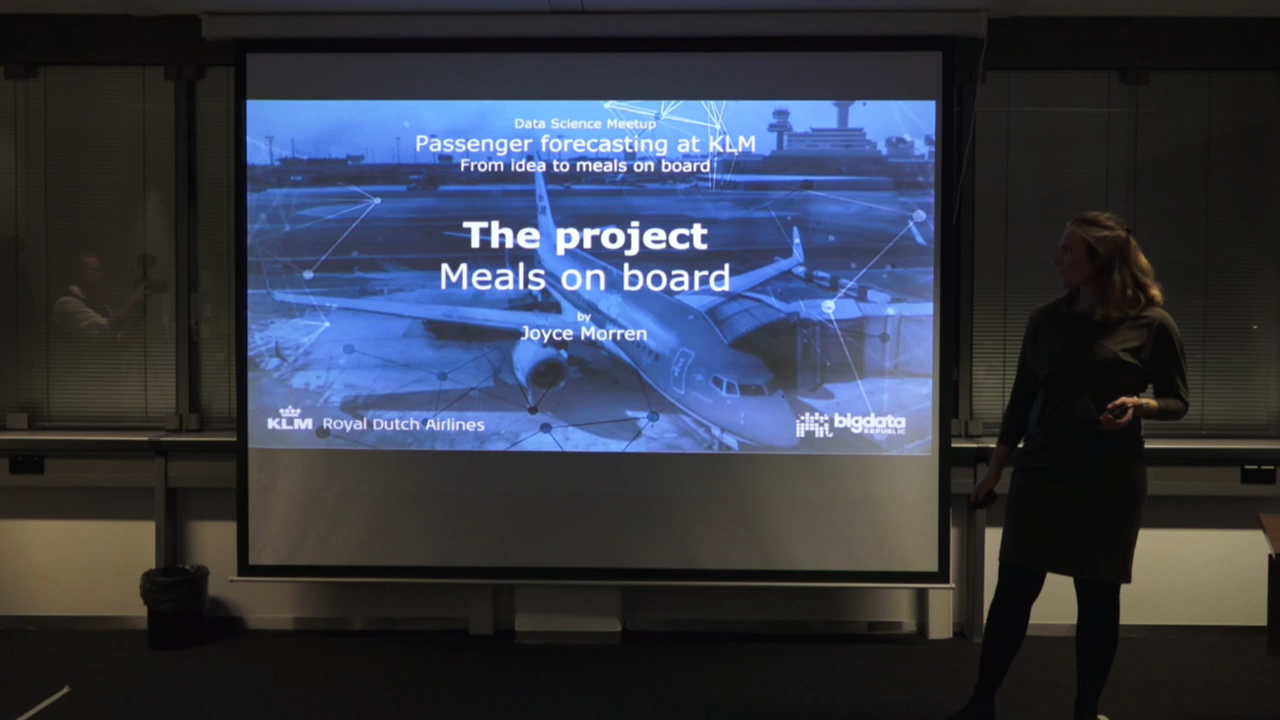 Data Science Meetup
Passenger forecasting at KLM
From idea to meals on board
The project
Meals on board
by
Joyce Morren
KLM Royal Dutch Airlines
bigdata
REPUBLIC